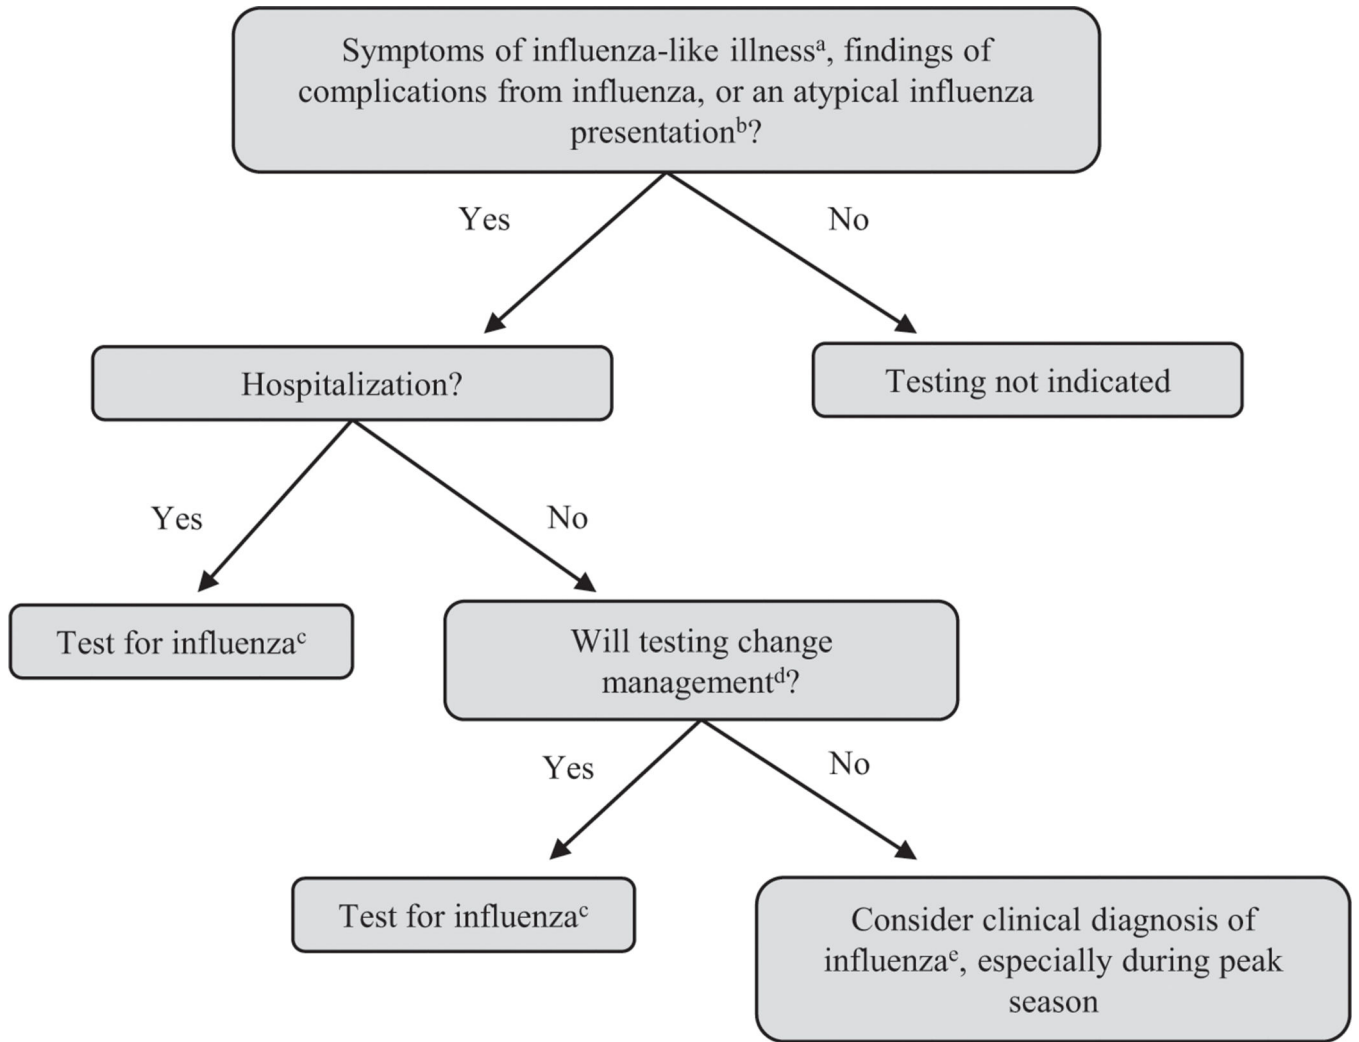 Symptoms of influenza-like illnessᵃ, findings of
complications from influenza, or an atypical influenza
presentationᵇ?
Yes
No
Hospitalization?
Testing not indicated
Yes
No
Test for influenzaᶜ
Will testing change
managementᵈ?
Yes
No
Test for influenzaᶜ
Consider clinical diagnosis of
influenzaᵉ, especially during peak
season